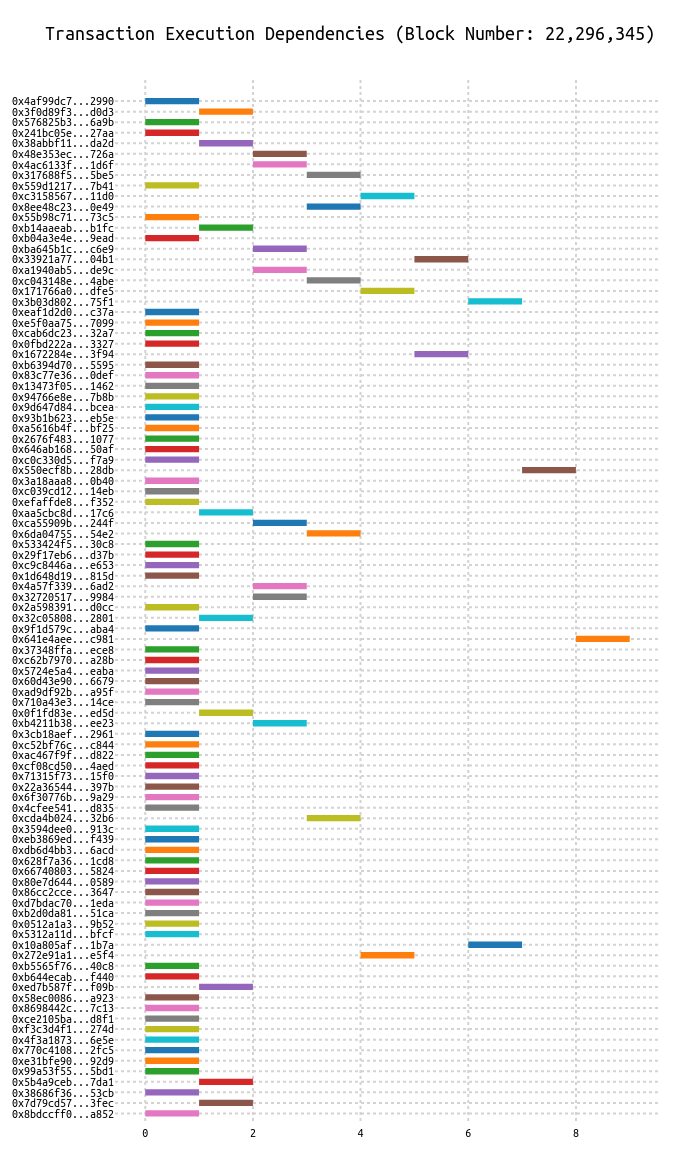 Transaction Execution Dependencies (Block Number: 22,296,345)
0x4af99dc7...2990
0x3f0d89f3...d0d3
0x576825b3...6a9b
0x241bc05e...27aa
0x38abbf11...da2d
0x48e353ec...726a
0x4ac6133f...1d6f
0x317688f5...5be5
0x559d1217...7b41
0xc3158567...11d0
0x8ee48c23...0e49
0x55b98c71...73c5
0xb14aaeab...b1fc
0xb04a3e4e...9ead
0xba645b1c...c6e9
0x33921a77...04b1
0xa1940ab5...de9c
0xc043148e...4abe
0x171766a0...dfe5
0x3b03d802...75f1
0xeaf1d2d0...c37a
0xe5f0aa75...7099
0xcab6dc23...32a7
0x0fbd222a...3327
0x1672284e...3f94
0xb6394d70...5595
0x83c77e36...0def
0x13473f05...1462
0x94766e8e...7b8b
0x9d647d84...bcea
0x93b1b623...eb5e
0xa5616b4f...bf25
0x2676f483...1077
0x646ab168...50af
0xc0c330d5...f7a9
0x550ecf8b...28db
0x3a18aaa8...0b40
0xc039cd12...14eb
0xefaffde8...f352
0xaa5cbc8d...17c6
0xca55909b...244f
0x6da04755...54e2
0x533424f5...30c8
0x29f17eb6...d37b
0xc9c8446a...e653
0x1d648d19...815d
0x4a57f339...6ad2
0x32720517...9984
0x2a598391...d0cc
0x32c05808...2801
0x9f1d579c...aba4
0x641e4aee...c981
0x37348ffa...ece8
0xc62b7970...a28b
0x5724e5a4...eaba
0x60d43e90...6679
0xad9df92b...a95f
0x710a43e3...14ce
0x0f1fd83e...ed5d
0xb4211b38...ee23
0x3cb18aef...2961
0xc52bf76c...c844
0xac467f9f...d822
0xcf08cd50...4aed
0x71315f73...15f0
0x22a36544...397b
0x6f30776b...9a29
0x4cfee541...d835
0xcda4b024...32b6
0x3594dee0...913c
0xeb3869ed...f439
0xdb6d4bb3...6acd
0x628f7a36...1cd8
0x66740803...5824
0x80e7d644...0589
0x86cc2cce...3647
0xd7bdac70...1eda
0xb2d0da81...51ca
0x0512a1a3...9b52
0x5312a11d...bfcf
0x10a805af...1b7a
0x272e91a1...e5f4
0xb5565f76...40c8
0xb644ecab...f440
0xed7b587f...f09b
0x58ec0086...a923
0x8698442c...7c13
0xce2105ba...d8f1
0xf3c3d4f1...274d
0x4f3a1873...6e5e
0x770c4108...2fc5
0xe31bfe90...92d9
0x99a53f55...5bd1
0x5b4a9ceb...7da1
0x38686f36...53cb
0x7d79cd57...3fec
0x8bdccff0...a852
0 2 4 6 8